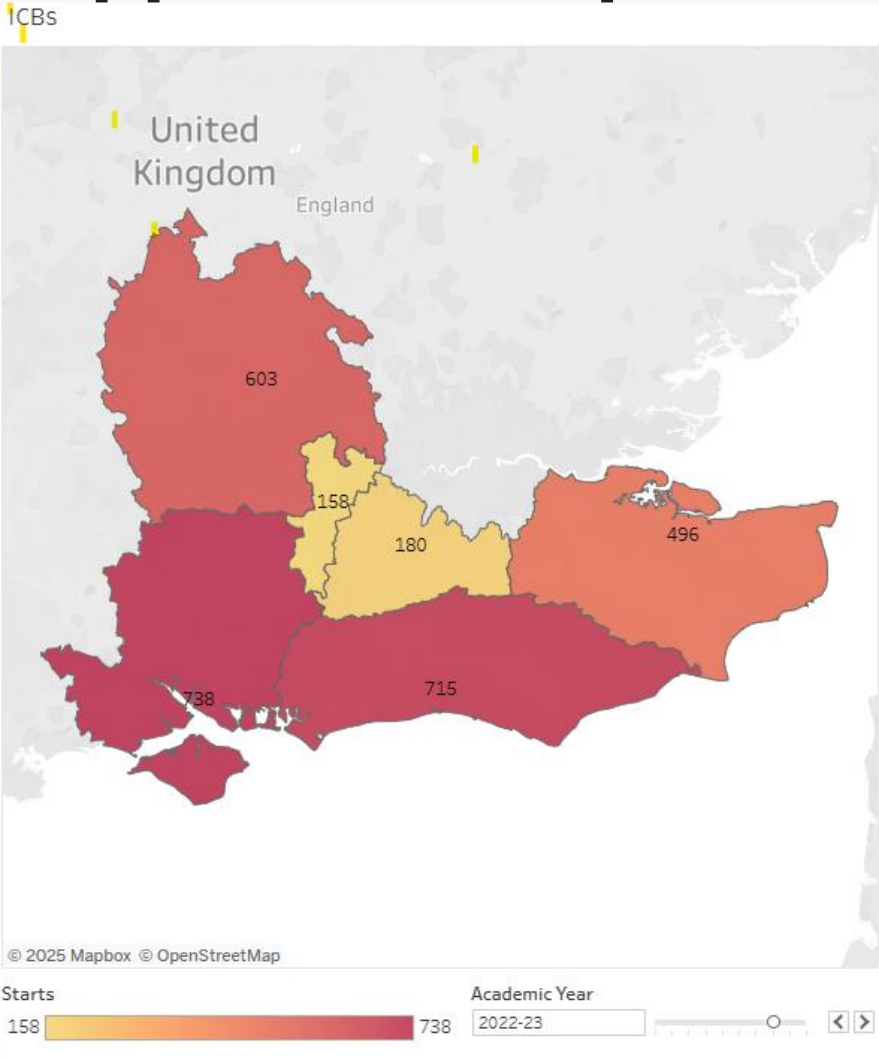 ICBs
United
Kingdom
England
603
158
180
496
738
715
© 2025 Mapbox © OpenStreetMap
Starts
158 738
Academic Year
2022-23